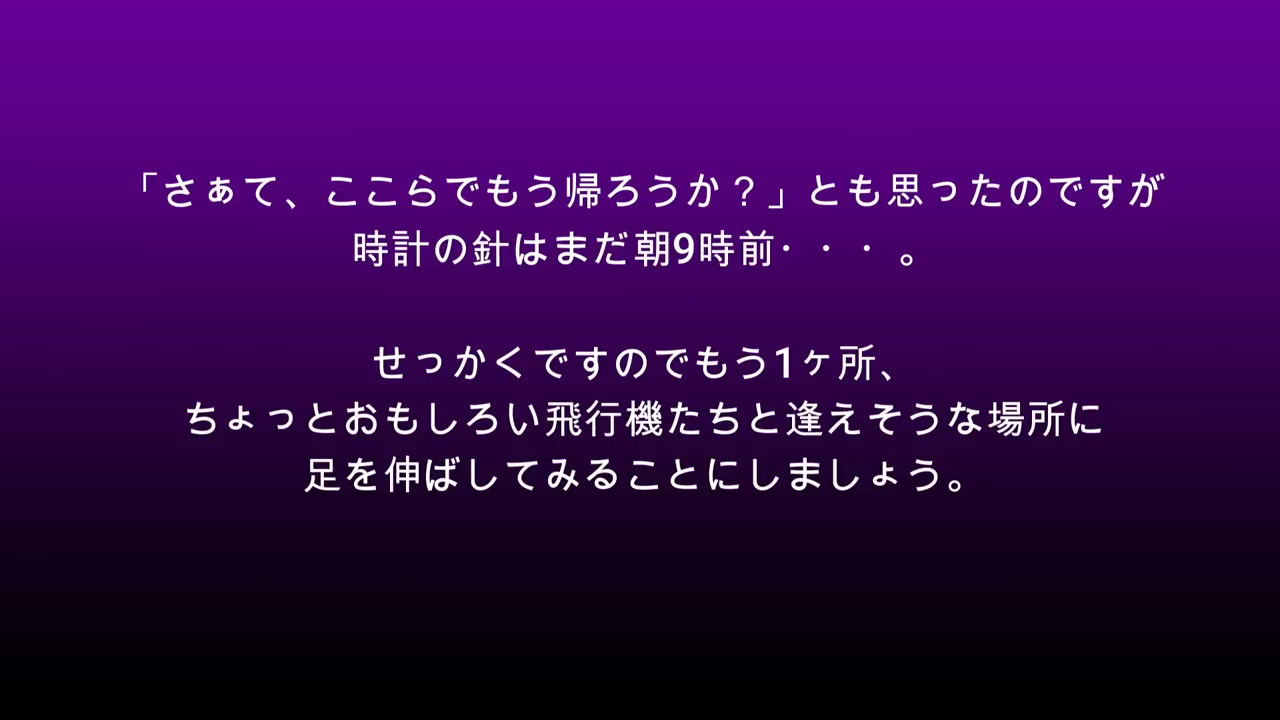 「さぁて、ここらでもう帰ろうか？」とも思ったのですが
時計の針はまだ朝9時前・・・。
せっかくですのでもう1ヶ所、
ちょっとおもしろい飛行機たちと逢えそうな場所に
足を伸ばしてみることにしましょう。